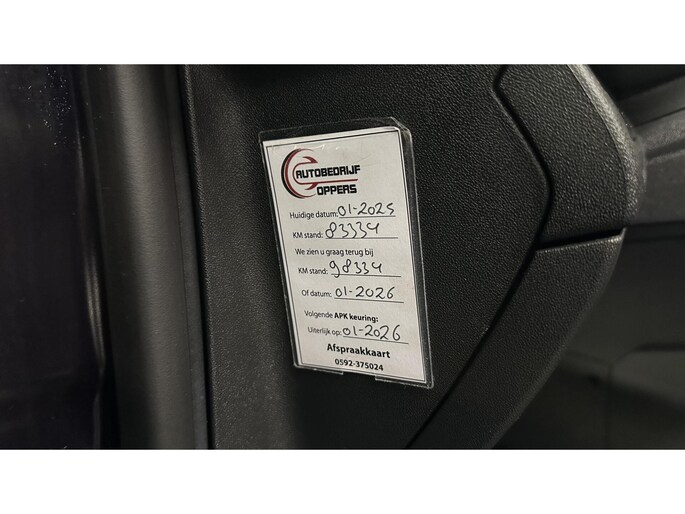 AUTOBEDRIJF
OPPERS
Huidige datum: 01-2025
KM stand: 83334
We zien u graag terug bij
KM stand: 98334
Of datum: 01-2026
Volgende APK keuring:
Uiterlijk op: 01-2026
Afspraakkaart
0592-375024